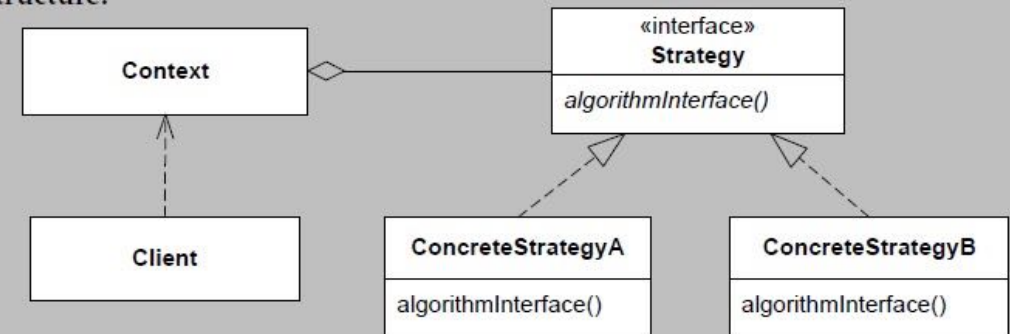 «interface»
Strategy
Context
algorithmInterface()
Client
ConcreteStrategyA
ConcreteStrategyB
algorithmInterface()
algorithmInterface()